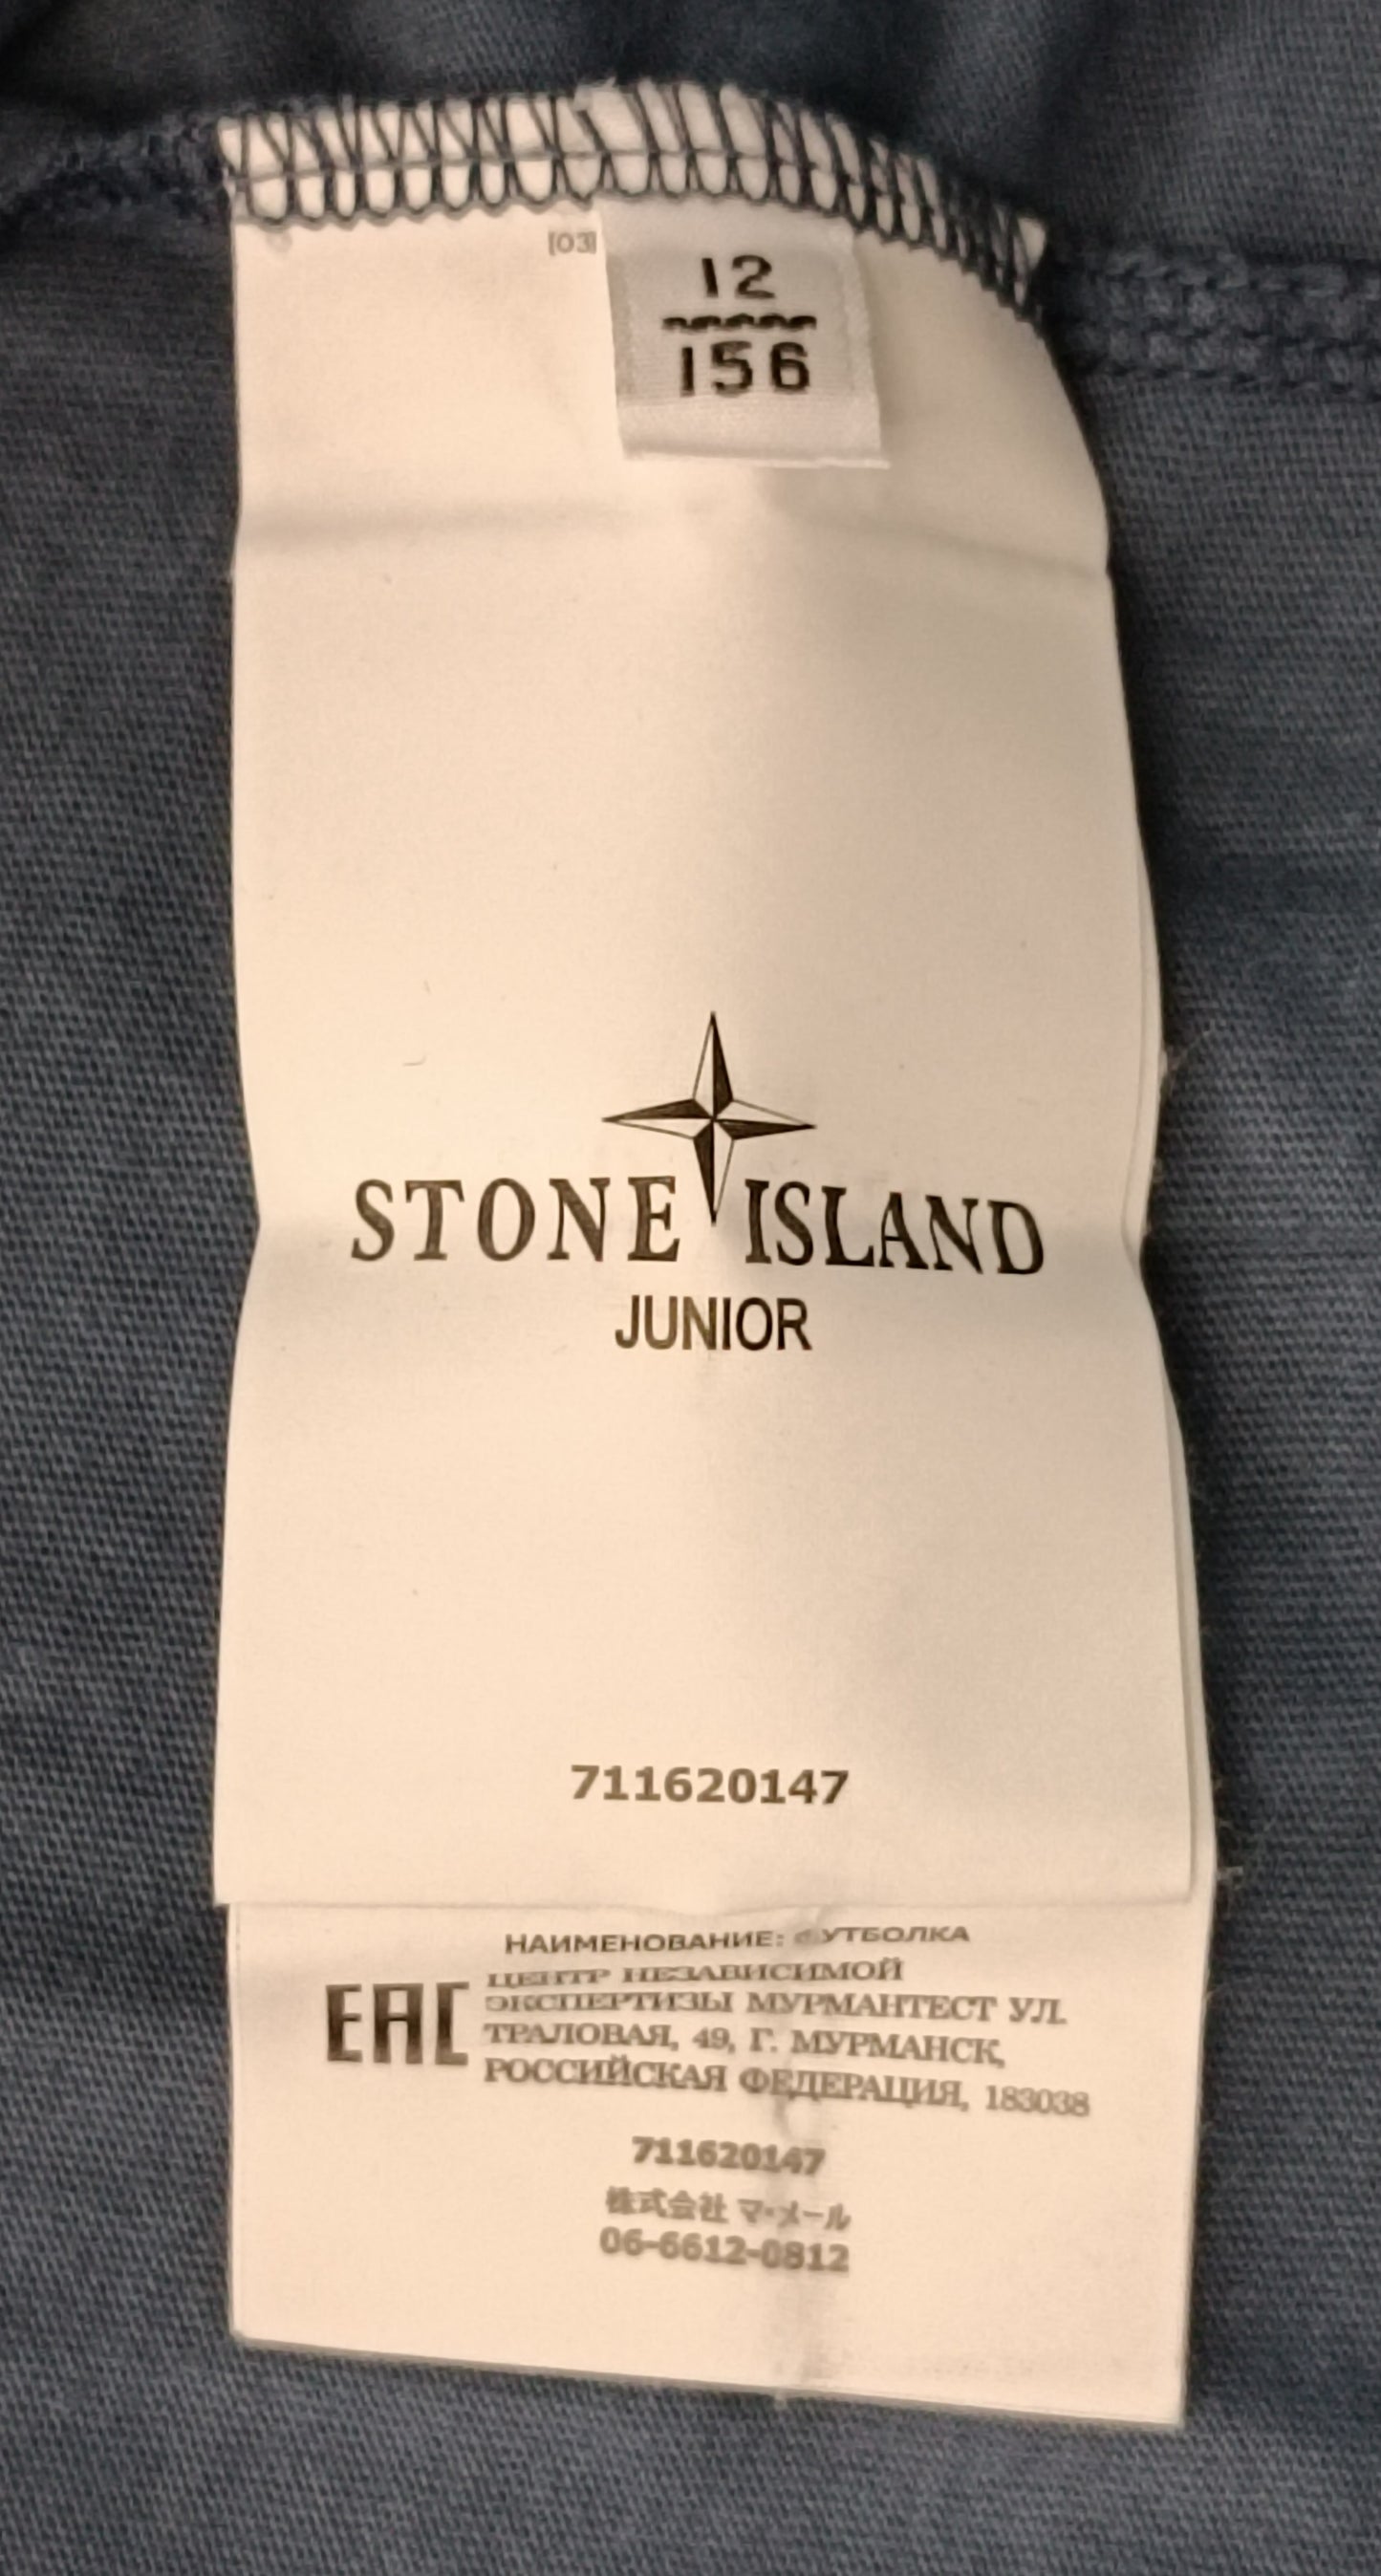 [03]
12
156
STONE ISLAND
JUNIOR
711620147
НАИМЕНОВАНИЕ: ФУТБОЛКА
EAC
ЦЕНТР НЕЗАВИСИМОЙ
ЭКСПЕРТИЗЫ МУРМАНТЕСТ УЛ.
ТРАЛОВАЯ, 49, Г. МУРМАНСК,
РОССИЙСКАЯ ФЕДЕРАЦИЯ, 183038
711620147
株式会社 マ・メール
06-6612-0812